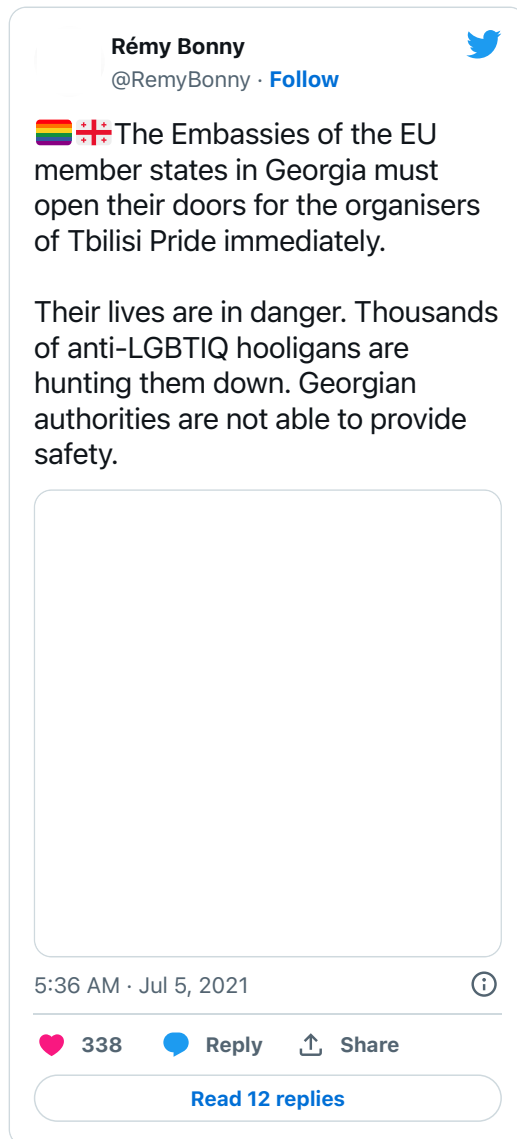 Rémy Bonny
@RemyBonny · Follow
🏳️‍🌈🇬🇪The Embassies of the EU
member states in Georgia must
open their doors for the organisers
of Tbilisi Pride immediately.
Their lives are in danger. Thousands
of anti-LGBTIQ hooligans are
hunting them down. Georgian
authorities are not able to provide
safety.
5:36 AM · Jul 5, 2021
338 Reply Share
Read 12 replies